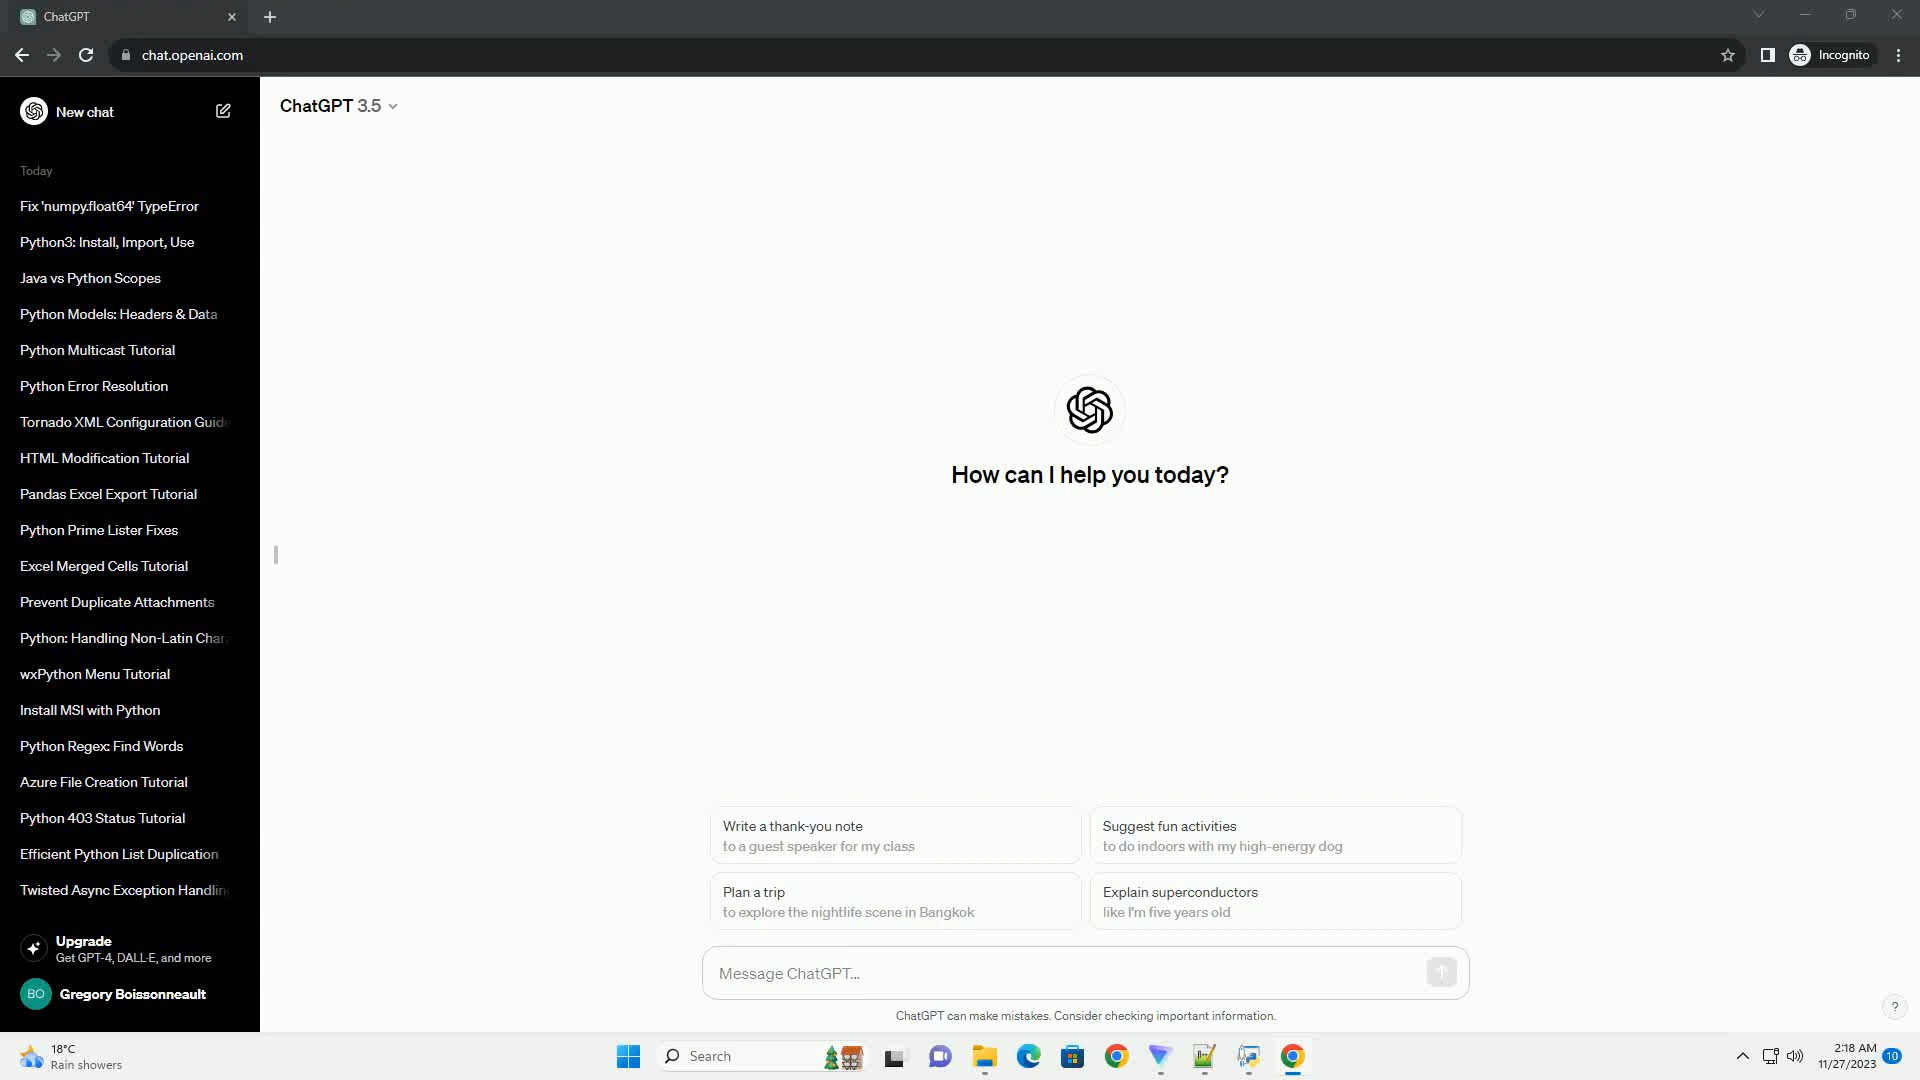 ChatGPT
chat.openai.com
Incognito
New chat
ChatGPT 3.5
Today
Fix 'numpy.float64' TypeError
Python3: Install, Import, Use
Java vs Python Scopes
Python Models: Headers & Data
Python Multicast Tutorial
Python Error Resolution
Tornado XML Configuration Guide
HTML Modification Tutorial
Pandas Excel Export Tutorial
Python Prime Lister Fixes
Excel Merged Cells Tutorial
Prevent Duplicate Attachments
Python: Handling Non-Latin Chara
wxPython Menu Tutorial
Install MSI with Python
Python Regex: Find Words
Azure File Creation Tutorial
Python 403 Status Tutorial
Efficient Python List Duplication
Twisted Async Exception Handling
Upgrade
Get GPT-4, DALL·E, and more
BO
Gregory Boissonneault
How can I help you today?
Write a thank-you note
to a guest speaker for my class
Suggest fun activities
to do indoors with my high-energy dog
Plan a trip
to explore the nightlife scene in Bangkok
Explain superconductors
like I'm five years old
Message ChatGPT…
ChatGPT can make mistakes. Consider checking important information.
?
18°C
Rain showers
Search
2:18 AM
11/27/2023
10